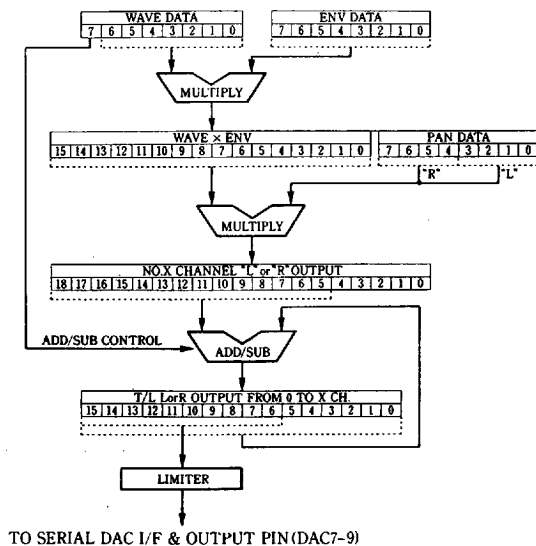 WAVE DATA
7 6 5 4 3 2 1 0
ENV DATA
7 6 5 4 3 2 1 0
MULTIPLY
WAVE × ENV
15 14 13 12 11 10 9 8 7 6 5 4 3 2 1 0
PAN DATA
7 6 5 4 3 2 1 0
"R"
"L"
MULTIPLY
NO.X CHANNEL "L" or "R" OUTPUT
18 17 16 15 14 13 12 11 10 9 8 7 6 5 4 3 2 1 0
ADD/SUB CONTROL
ADD/SUB
T/L LorR OUTPUT FROM 0 TO X CH.
15 14 13 12 11 10 9 8 7 6 5 4 3 2 1 0
LIMITER
TO SERIAL DAC I/F & OUTPUT PIN(DAC7-9)